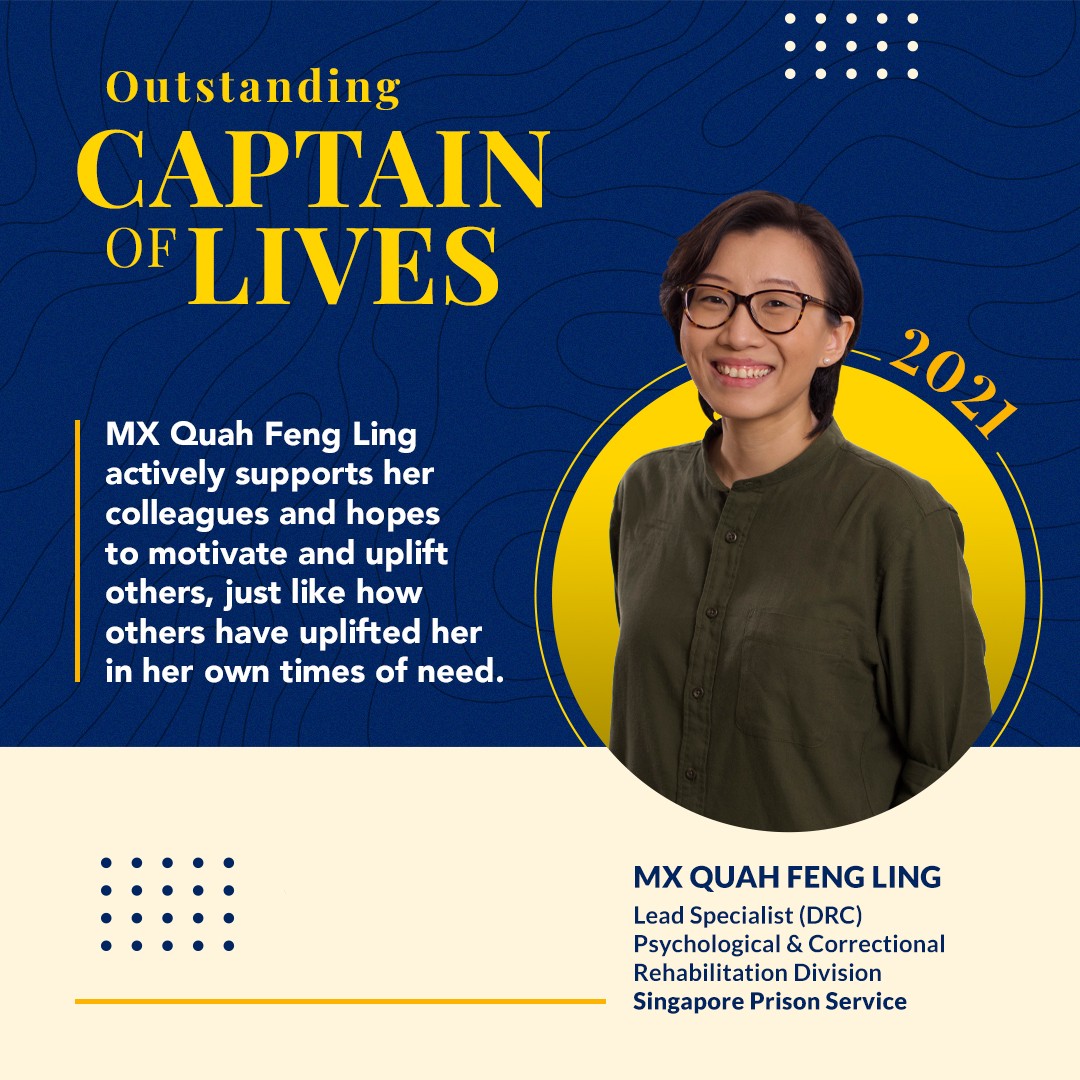 Outstanding
CAPTAIN
OF LIVES
2021
MX Quah Feng Ling
actively supports her
colleagues and hopes
to motivate and uplift
others, just like how
others have uplifted her
in her own times of need.
MX QUAH FENG LING
Lead Specialist (DRC)
Psychological & Correctional
Rehabilitation Division
Singapore Prison Service